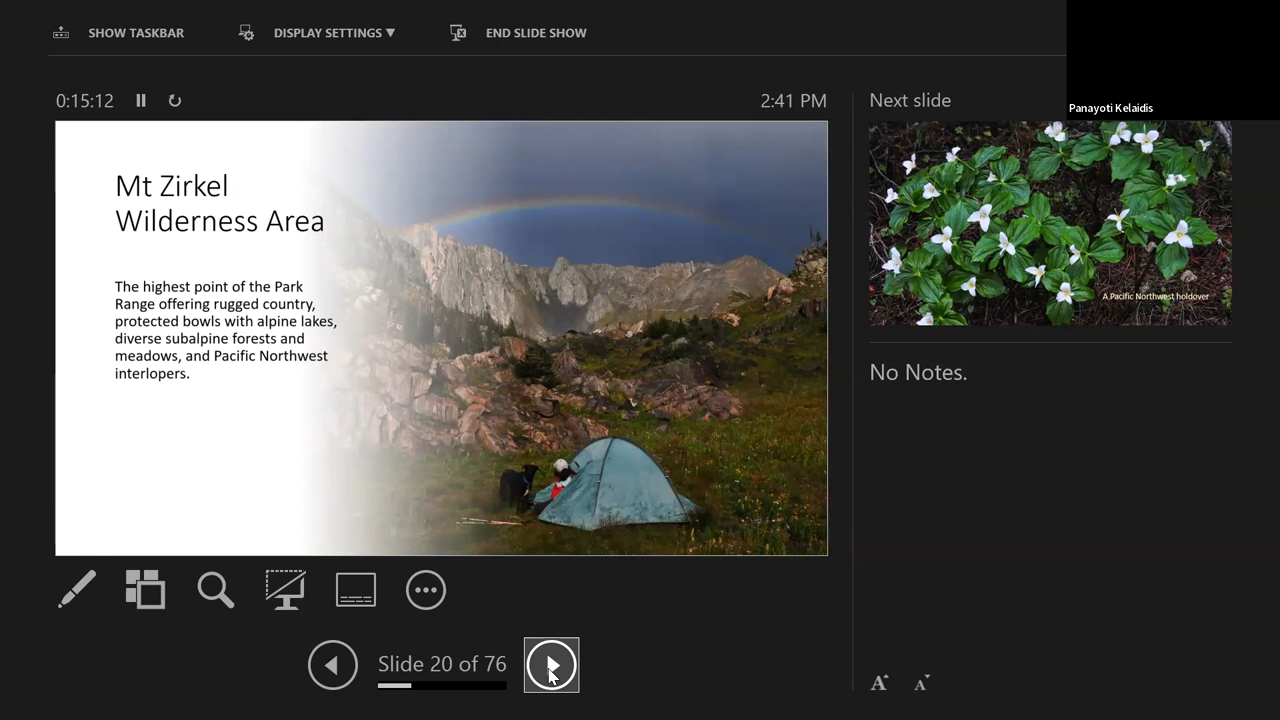 SHOW TASKBAR
DISPLAY SETTINGS ▼
END SLIDE SHOW
0:15:12
2:41 PM
Next slide
Panayoti Kelaidis
Mt Zirkel
Wilderness Area
The highest point of the Park
Range offering rugged country,
protected bowls with alpine lakes,
diverse subalpine forests and
meadows, and Pacific Northwest
interlopers.
A Pacific Northwest holdover
No Notes.
Slide 20 of 76
A
A